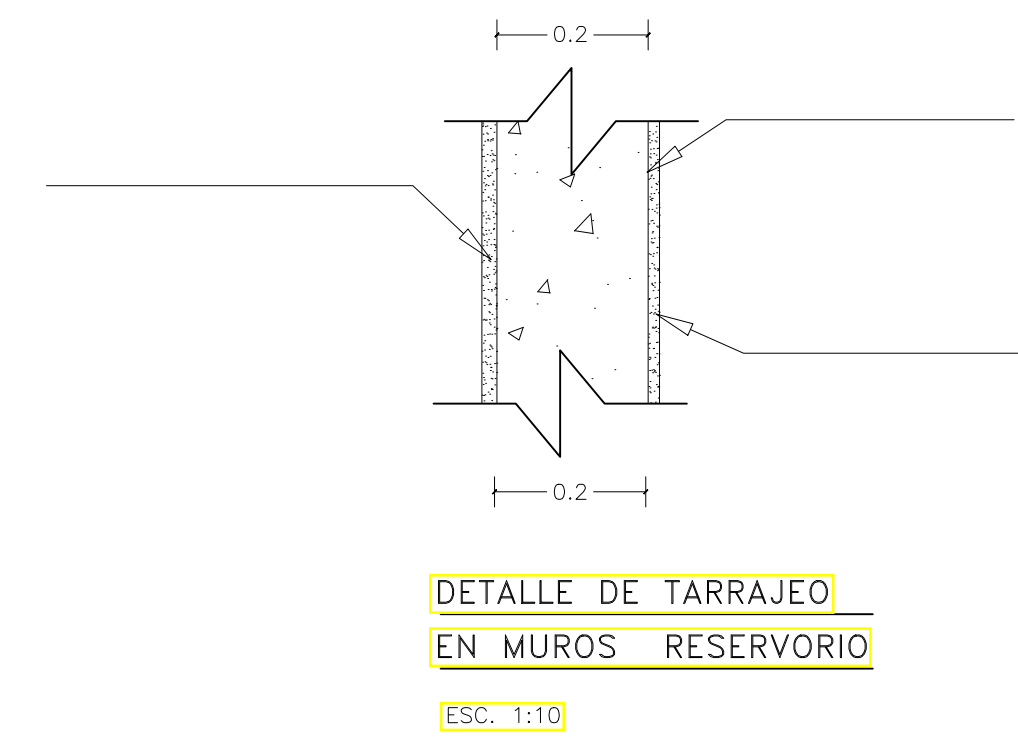 0.2
0.2
DETALLE DE TARRAJEO
EN MUROS RESERVORIO
ESC. 1:10